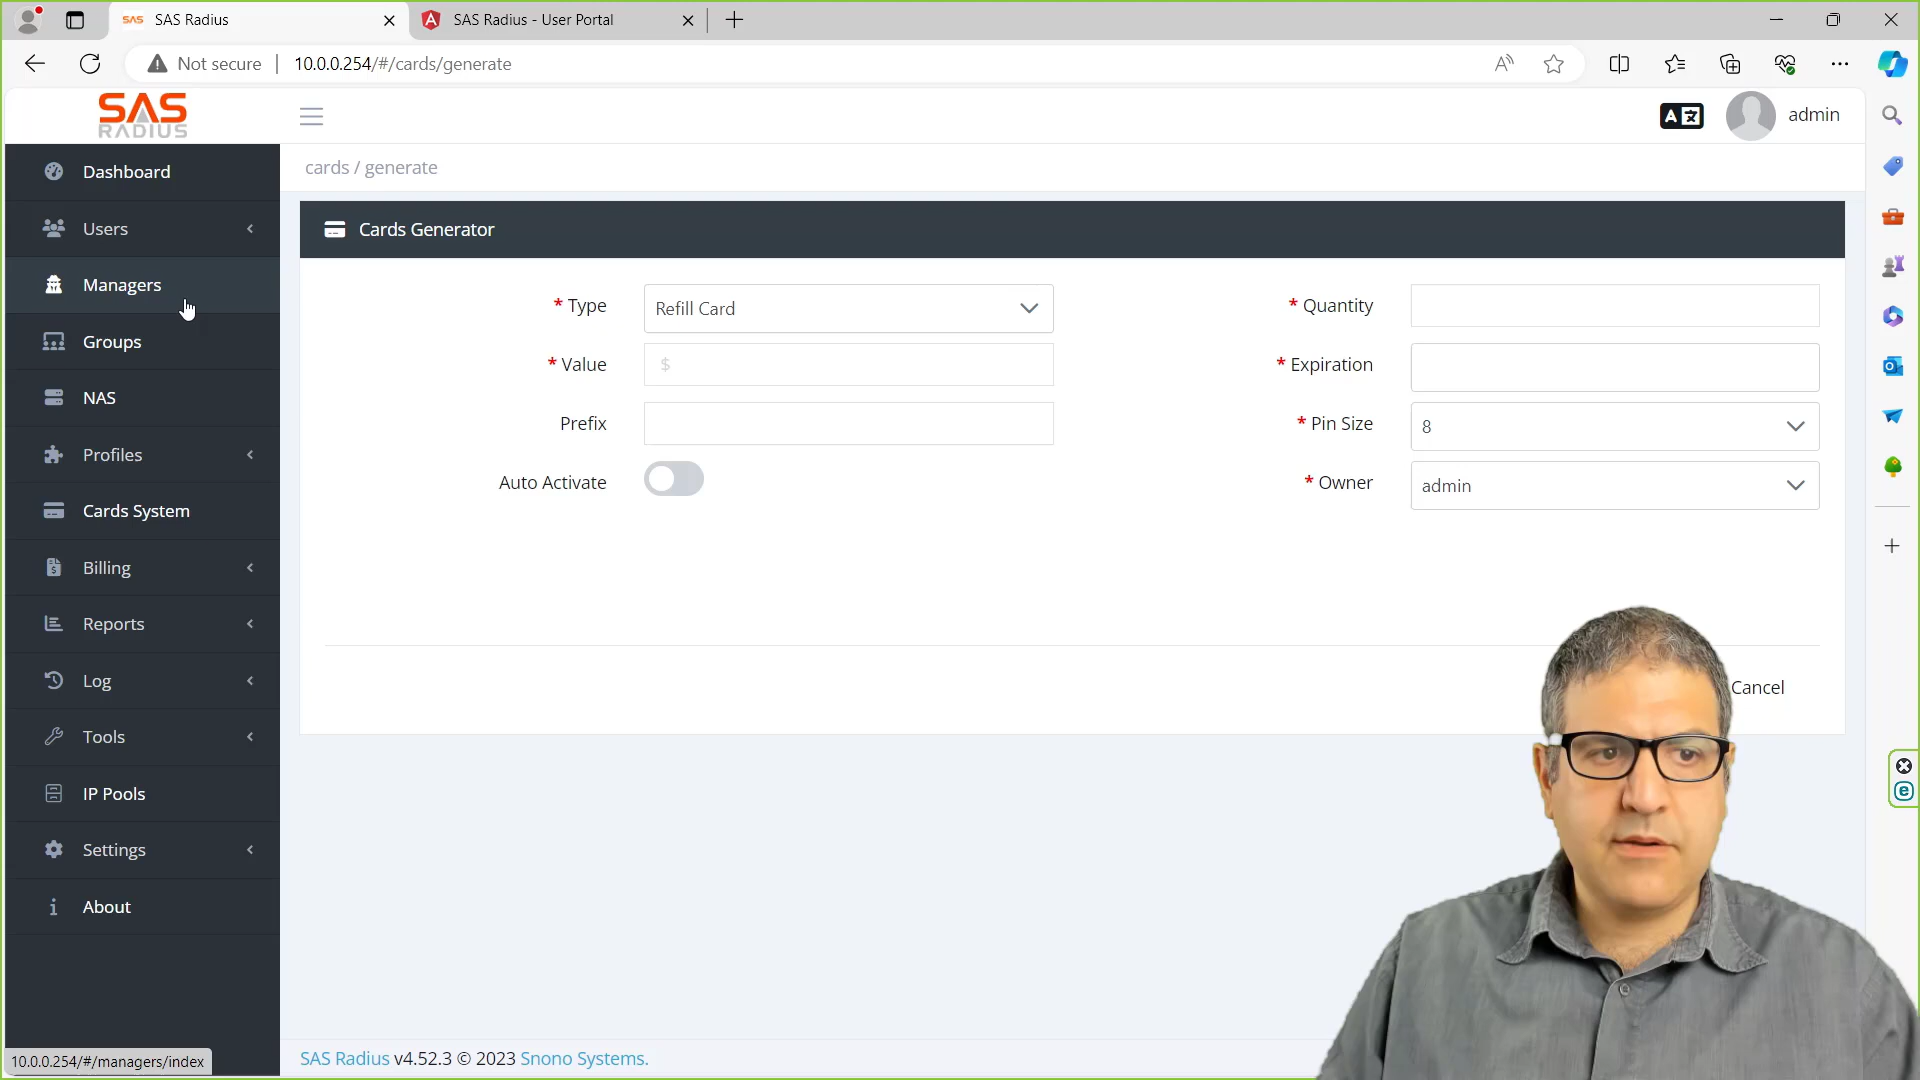 SAS SAS Radius
SAS Radius - User Portal
Not secure
10.0.0.254/#/cards/generate
SAS
RADIUS
admin
Dashboard
Users
Managers
Groups
NAS
Profiles
Cards System
Billing
Reports
Log
Tools
IP Pools
Settings
About
cards / generate
Cards Generator
* Type
Refill Card
* Quantity
* Value
$
* Expiration
Prefix
* Pin Size
8
Auto Activate
* Owner
admin
Cancel
SAS Radius v4.52.3 © 2023 Snono Systems.
10.0.0.254/#/managers/index